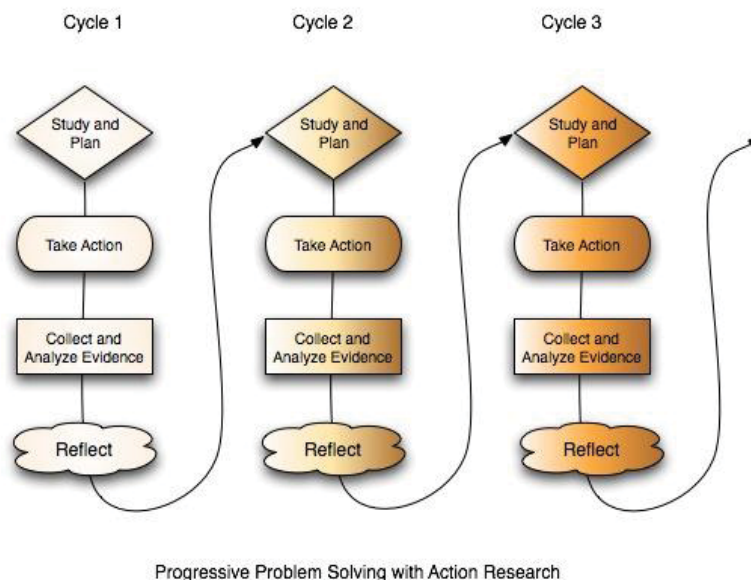 Cycle 1
Cycle 2
Cycle 3
Study and
Plan
Study and
Plan
Study and
Plan
Take Action
Take Action
Take Action
Collect and
Analyze Evidence
Collect and
Analyze Evidence
Collect and
Analyze Evidence
Reflect
Reflect
Reflect
Progressive Problem Solving with Action Research